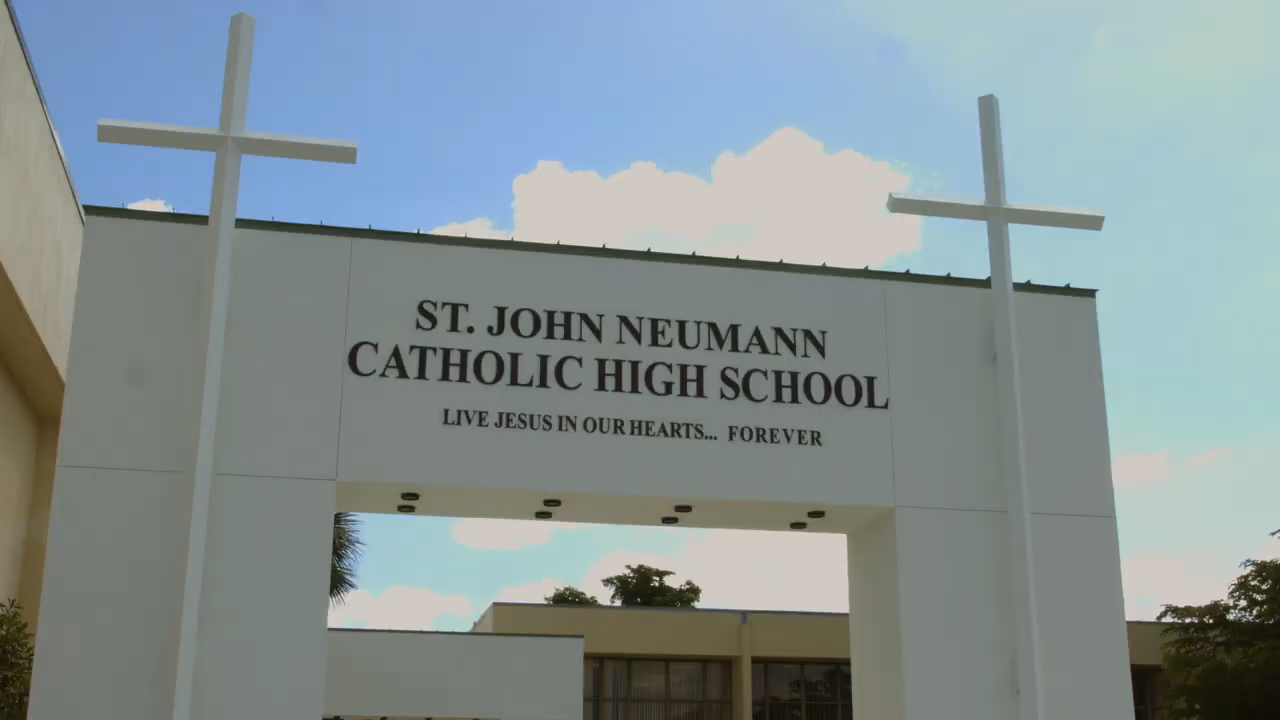 ST. JOHN NEUMANN
CATHOLIC HIGH SCHOOL
LIVE JESUS IN OUR HEARTS... FOREVER